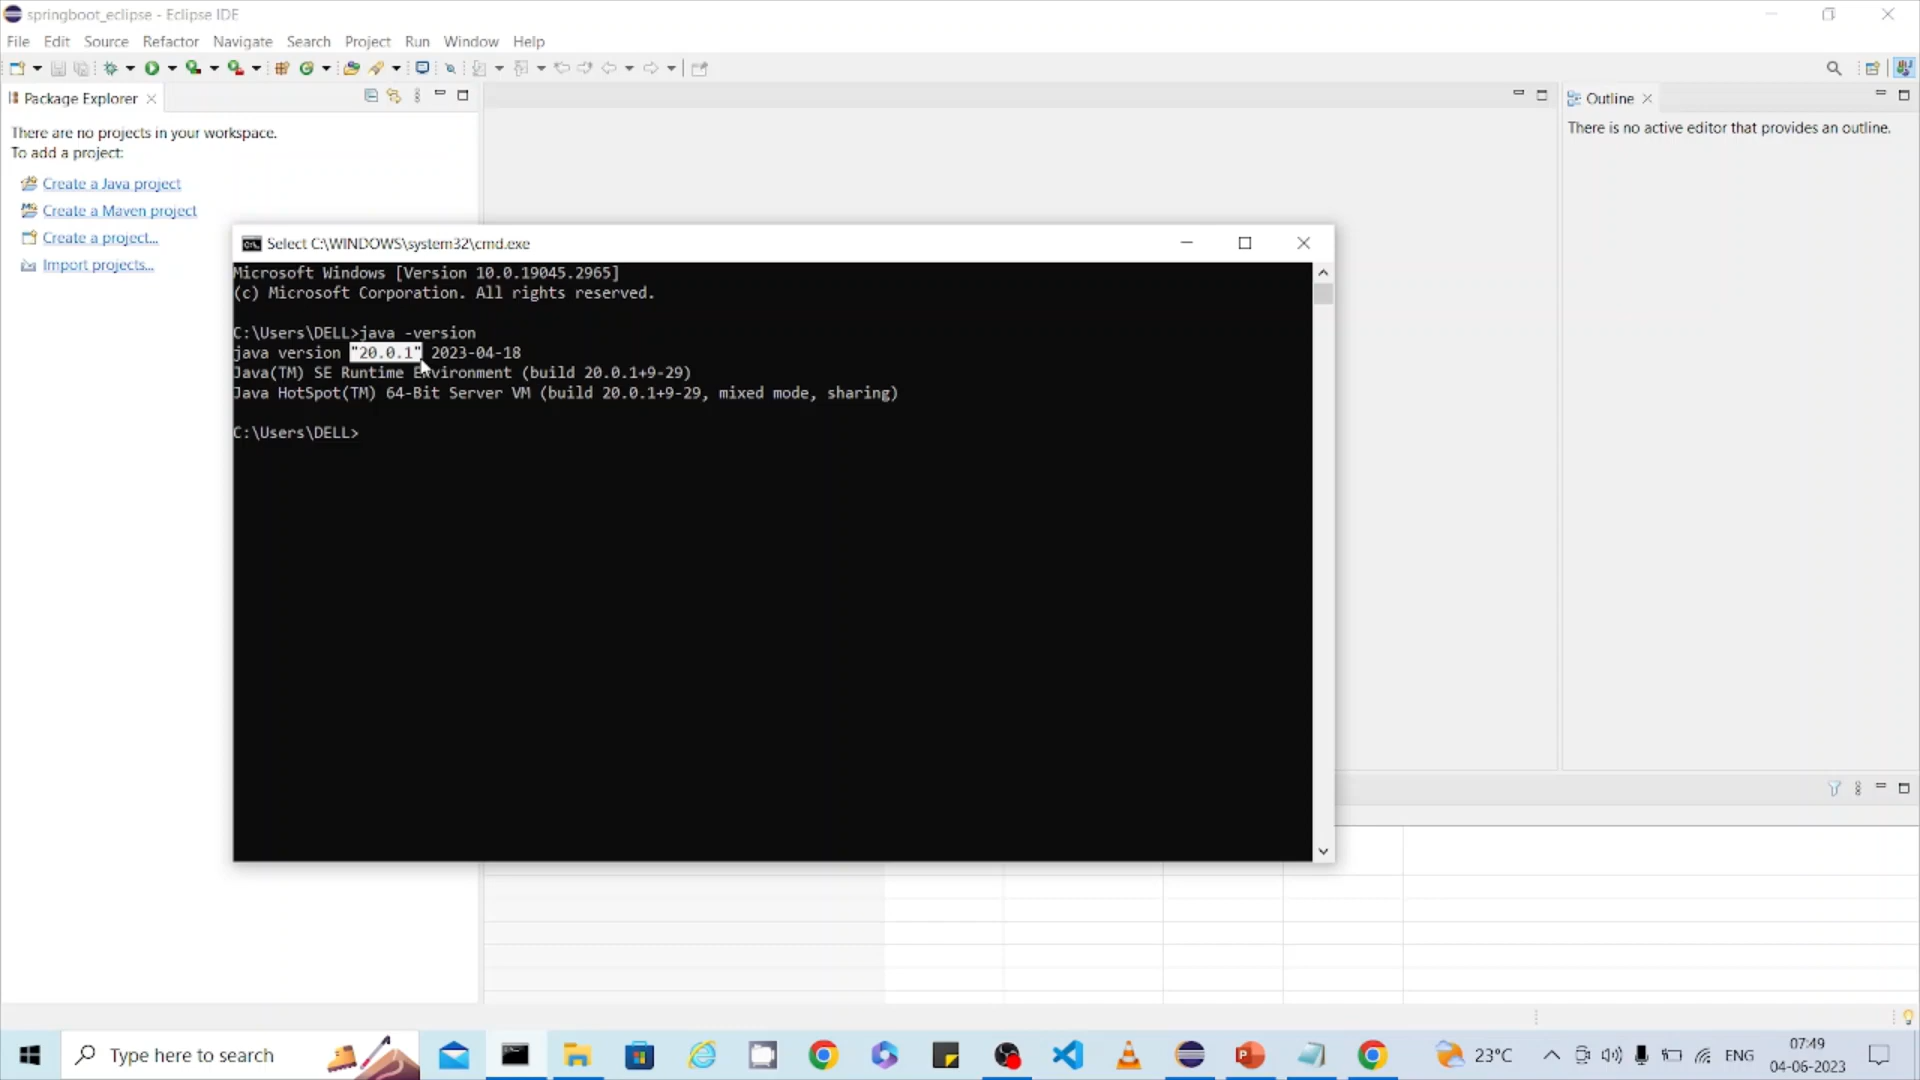 springboot_eclipse - Eclipse IDE
File Edit Source Refactor Navigate Search Project Run Window Help
Package Explorer
Outline
There are no projects in your workspace.
To add a project:
There is no active editor that provides an outline.
Create a Java project
Create a Maven project
Create a project...
Import projects...
Select C:\WINDOWS\system32\cmd.exe
Microsoft Windows [Version 10.0.19045.2965]
(c) Microsoft Corporation. All rights reserved.
C:\Users\DELL>java -version
java version "20.0.1" 2023-04-18
Java(TM) SE Runtime Environment (build 20.0.1+9-29)
Java HotSpot(TM) 64-Bit Server VM (build 20.0.1+9-29, mixed mode, sharing)
C:\Users\DELL>
Type here to search
23°C
ENG
07:49
04-06-2023